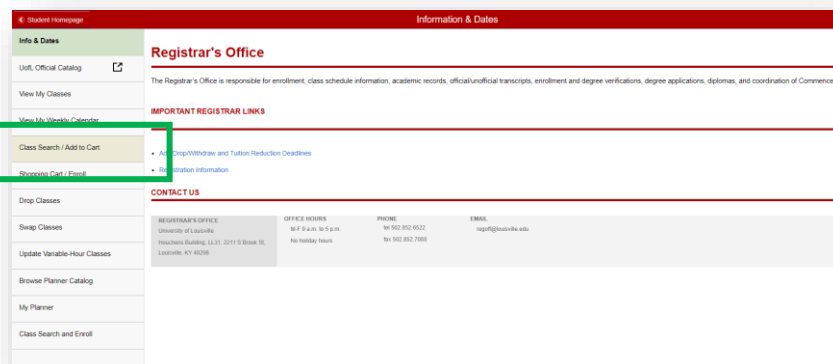 Student Homepage
Information & Dates
Info & Dates
UofL Official Catalog
View My Classes
View My Weekly Calendar
Class Search / Add to Cart
Shopping Cart / Enroll
Drop Classes
Swap Classes
Update Variable-Hour Classes
Browse Planner Catalog
My Planner
Class Search and Enroll
Registrar's Office
The Registrar's Office is responsible for enrollment, class schedule information, academic records, official/unofficial transcripts, enrollment and degree verifications, degree applications, diplomas, and coordination of Commence
IMPORTANT REGISTRAR LINKS
Drop/Withdraw and Tuition Reduction Deadlines
Registration Information
CONTACT US
REGISTRAR'S OFFICE
University of Louisville
Houchens Building, LL31, 2211 S Brook St.
Louisville, KY
OFFICE HOURS
M-F 9 a.m. to 5 p.m.
No holiday hours
PHONE
tel 502.852.6522
fax
EMAIL
regoff@louisville.edu